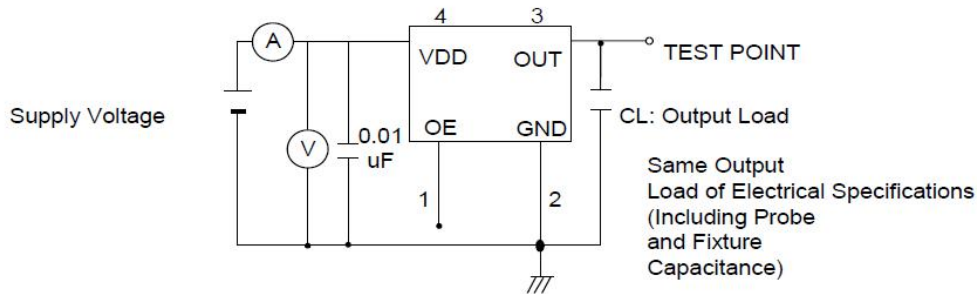 4 3
A
VDD OUT
TEST POINT
Supply Voltage
CL: Output Load
OE GND
0.01
uF
V
Same Output
Load of Electrical Specifications
(Including Probe
and Fixture
Capacitance)
1 2